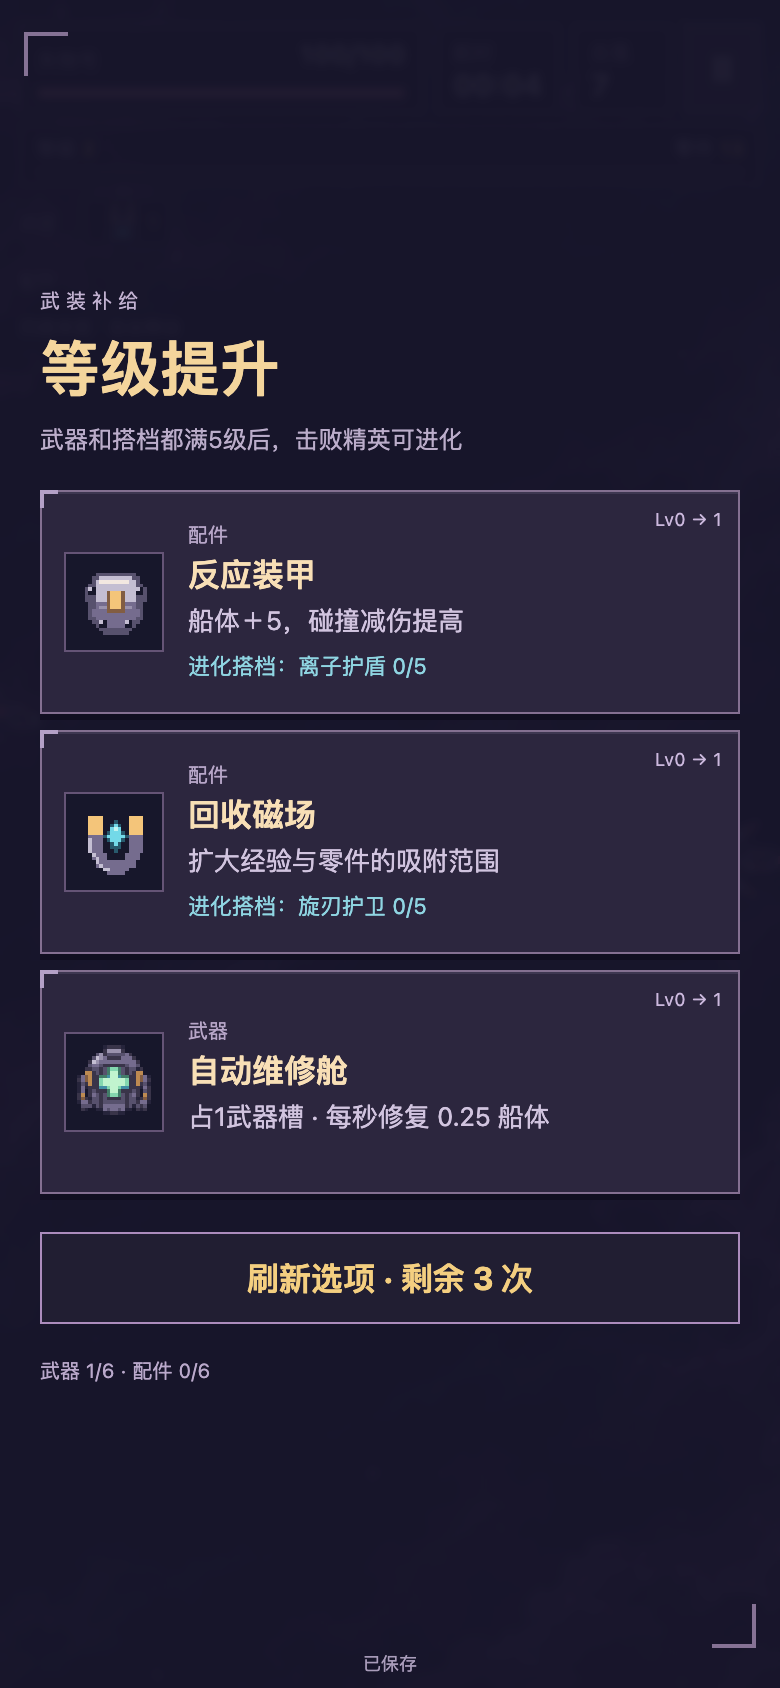 武装补给
等级提升
武器和搭档都满5级后，击败精英可进化
Lv0 → 1
配件
反应装甲
船体＋5，碰撞减伤提高
进化搭档：离子护盾 0/5
Lv0 → 1
配件
回收磁场
扩大经验与零件的吸附范围
进化搭档：旋刃护卫 0/5
Lv0 → 1
武器
自动维修舱
占1武器槽 · 每秒修复 0.25 船体
刷新选项 · 剩余 3 次
武器 1/6 · 配件 0/6
已保存